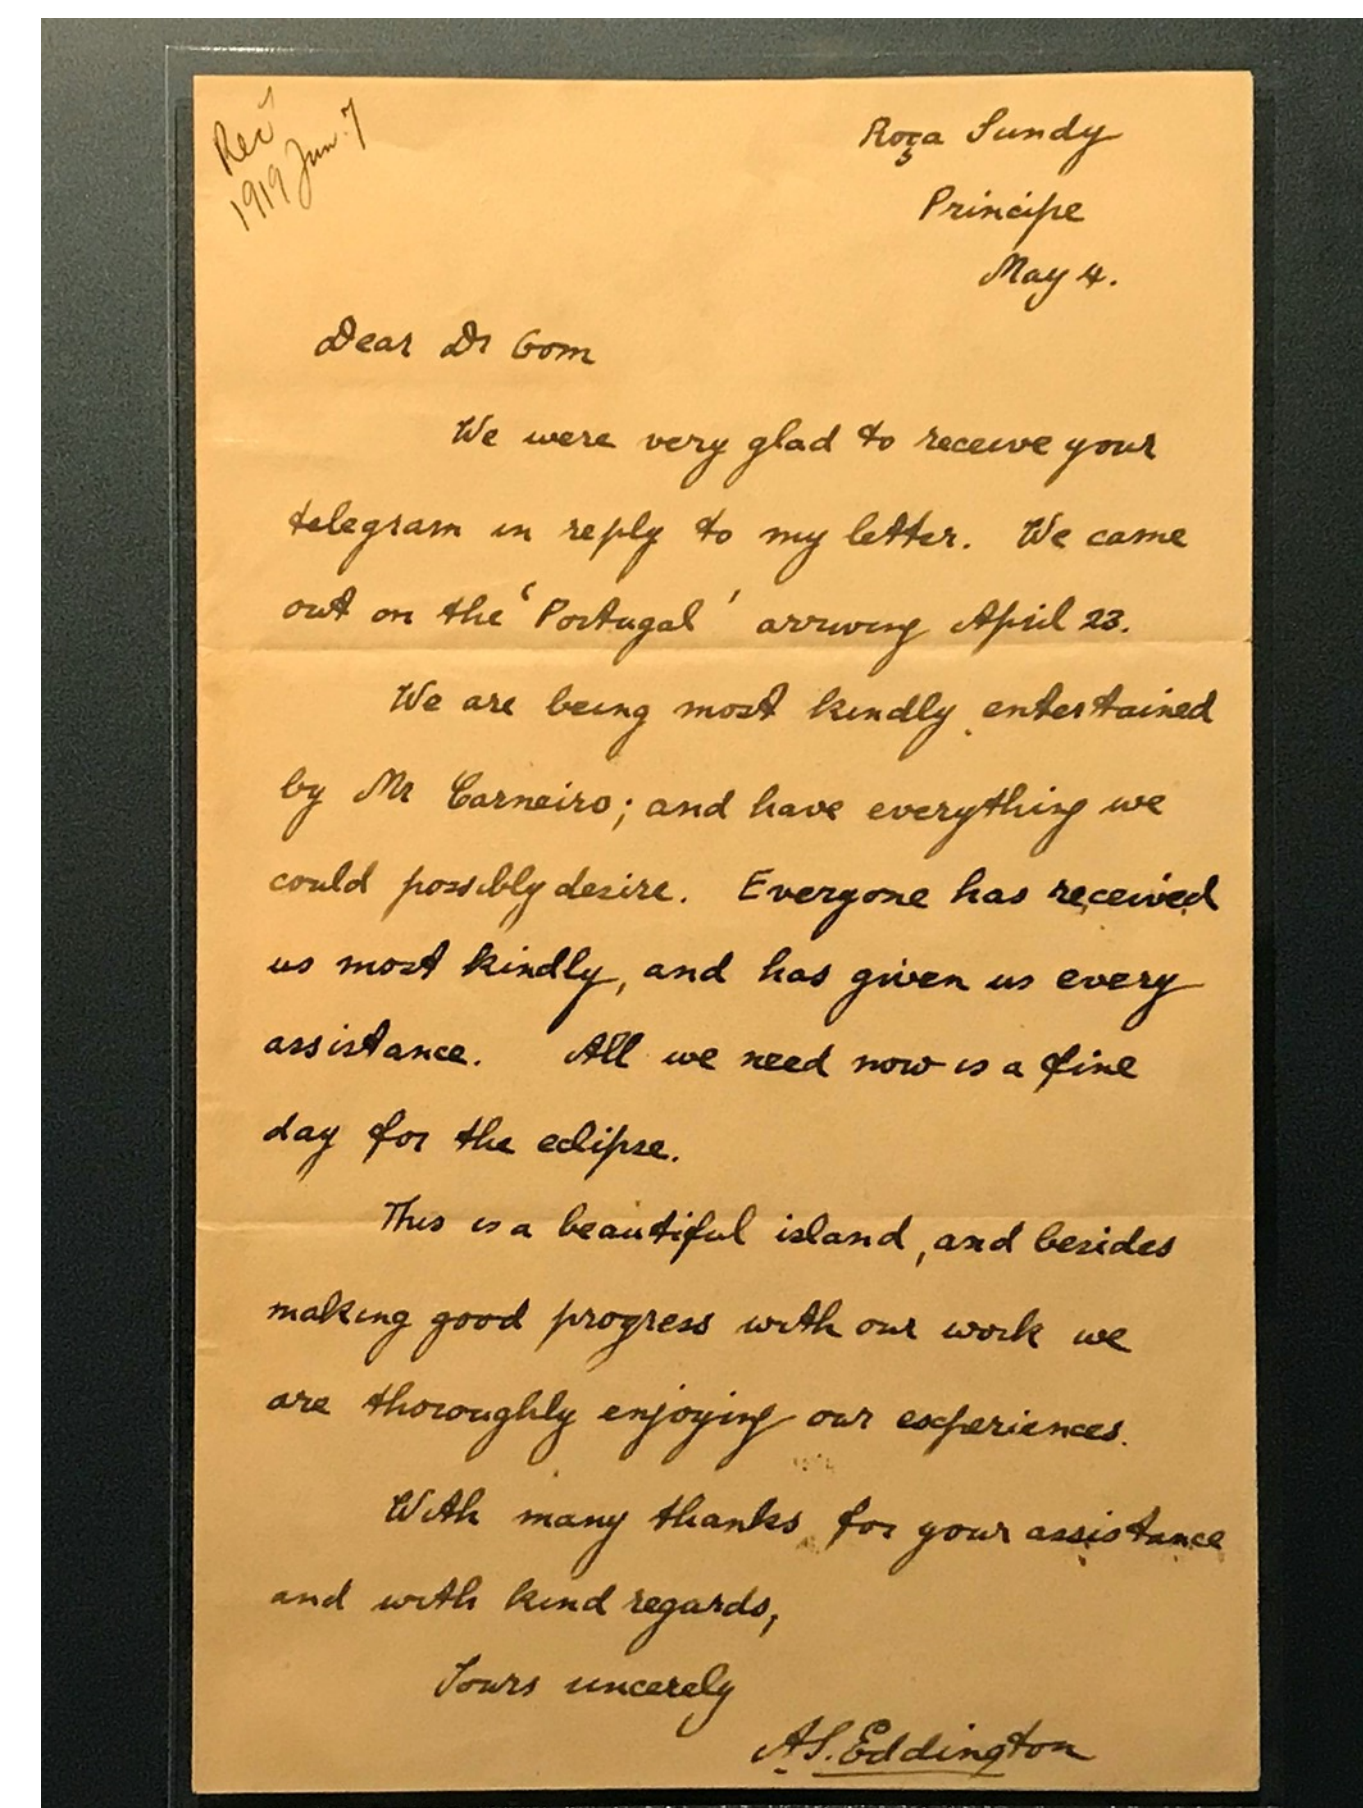 Recd
1919 Jun. 7
Roça Sundy
Principe
May 4.
Dear Dr Gom
We were very glad to receive your
telegram in reply to my letter. We came
out on the 'Portugal' arriving April 23.
We are being most kindly entertained
by Mr Carneiro; and have everything we
could possibly desire. Everyone has received
us most kindly, and has given us every
assistance. All we need now is a fine
day for the eclipse.
This is a beautiful island, and besides
making good progress with our work we
are thoroughly enjoying our experiences.
With many thanks for your assistance
and with kind regards,
Yours sincerely
A.S. Eddington